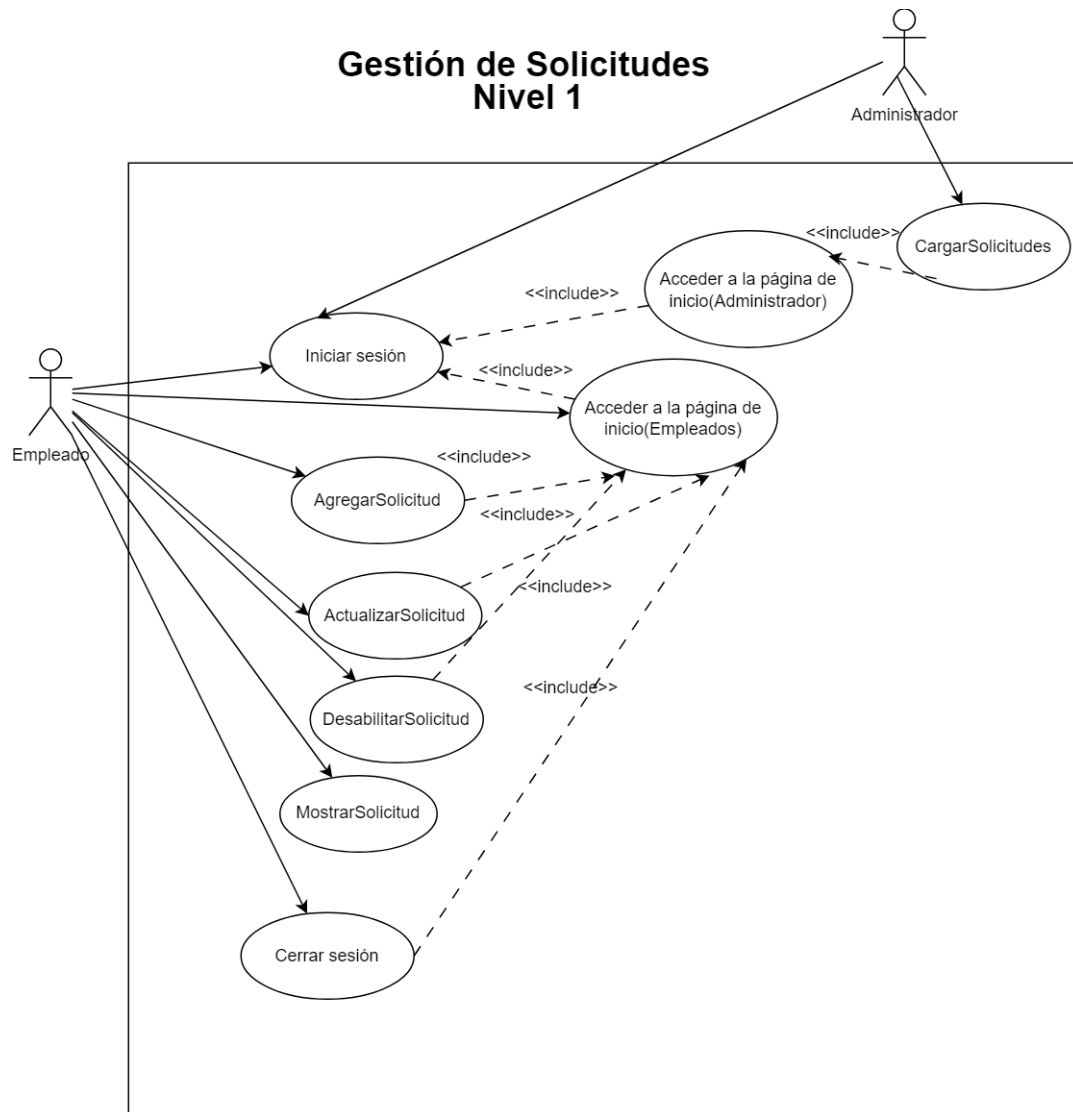 Gestión de Solicitudes
Nivel 1
Administrador
<<include>>
CargarSolicitudes
Acceder a la página de
inicio(Administrador)
<<include>>
Iniciar sesión
<<include>>
Acceder a la página de
inicio(Empleados)
Empleado
<<include>>
AgregarSolicitud
<<include>>
<<include>>
ActualizarSolicitud
<<include>>
DesabilitarSolicitud
MostrarSolicitud
Cerrar sesión